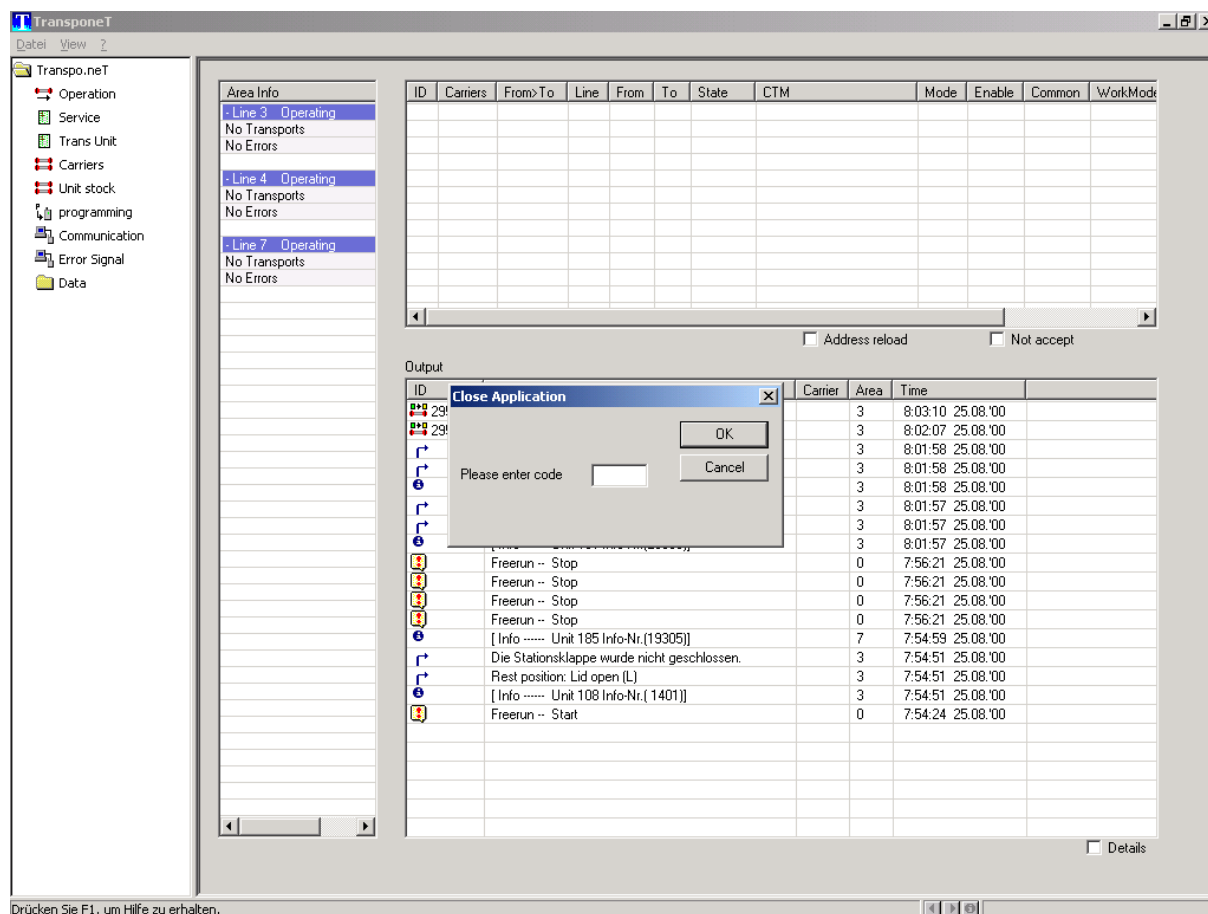 TransponeT
Datei View ?
Transpo.neT
Operation
Service
Trans Unit
Carriers
Unit stock
programming
Communication
Error Signal
Data
Area Info
- Line 3 Operating
No Transports
No Errors
- Line 4 Operating
No Transports
No Errors
- Line 7 Operating
No Transports
No Errors
ID Carriers From>To Line From To State CTM Mode Enable Common WorkMode
Address reload Not accept
Output
ID Carrier Area Time
295 3 8:03:10 25.08.'00
295 3 8:02:07 25.08.'00
3 8:01:58 25.08.'00
3 8:01:58 25.08.'00
3 8:01:58 25.08.'00
3 8:01:57 25.08.'00
3 8:01:57 25.08.'00
3 8:01:57 25.08.'00
Close Application
OK
Please enter code
Cancel
Freerun -- Stop 0 7:56:21 25.08.'00
Freerun -- Stop 0 7:56:21 25.08.'00
Freerun -- Stop 0 7:56:21 25.08.'00
Freerun -- Stop 0 7:56:21 25.08.'00
[ Info ------ Unit 185 Info-Nr.(19305)] 7 7:54:59 25.08.'00
Die Stationsklappe wurde nicht geschlossen. 3 7:54:51 25.08.'00
Rest position: Lid open (L) 3 7:54:51 25.08.'00
[ Info ------ Unit 108 Info-Nr.( 1401)] 3 7:54:51 25.08.'00
Freerun -- Start 0 7:54:24 25.08.'00
Details
Drücken Sie F1, um Hilfe zu erhalten.